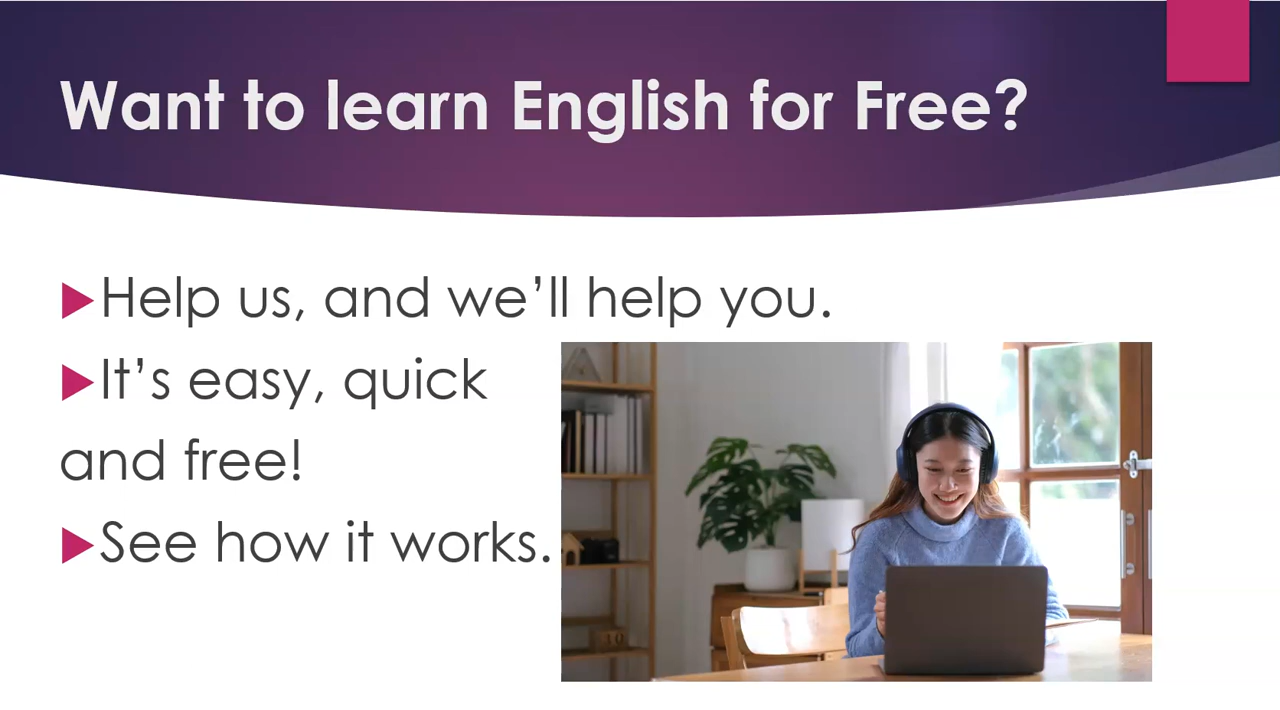 Want to learn English for Free?
Help us, and we’ll help you.
It’s easy, quick
and free!
See how it works.